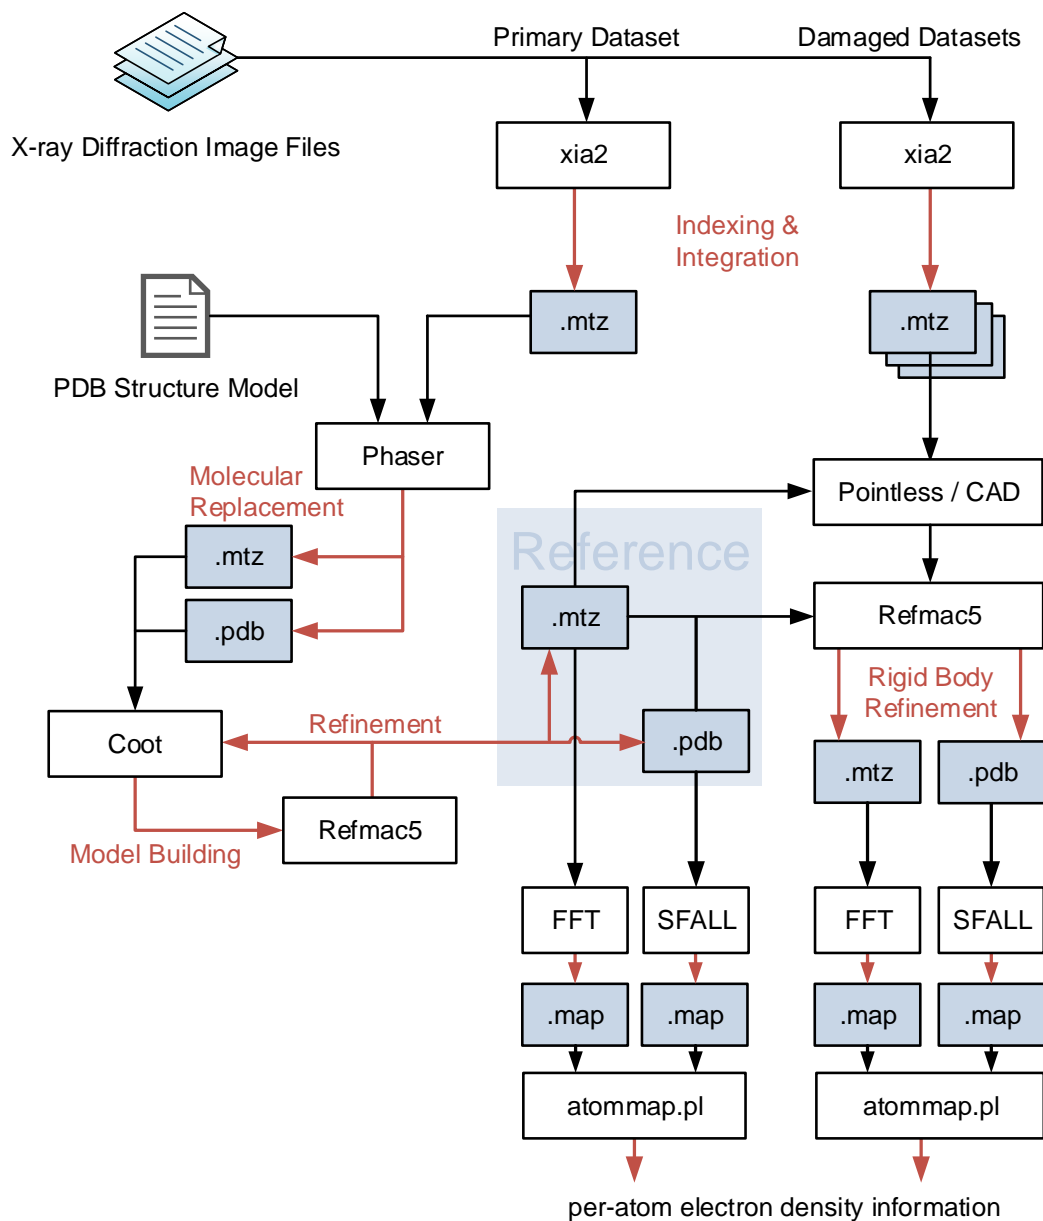 Primary Dataset
Damaged Datasets
X-ray Diffraction Image Files
xia2
xia2
Indexing &
Integration
.mtz
.mtz
PDB Structure Model
Phaser
Molecular
Replacement
Pointless / CAD
Reference
.mtz
.mtz
.pdb
Refmac5
Rigid Body
Refinement
Refinement
Coot
.pdb
.mtz
.pdb
Refmac5
Model Building
FFT
SFALL
FFT
SFALL
.map
.map
.map
.map
atommap.pl
atommap.pl
per-atom electron density information